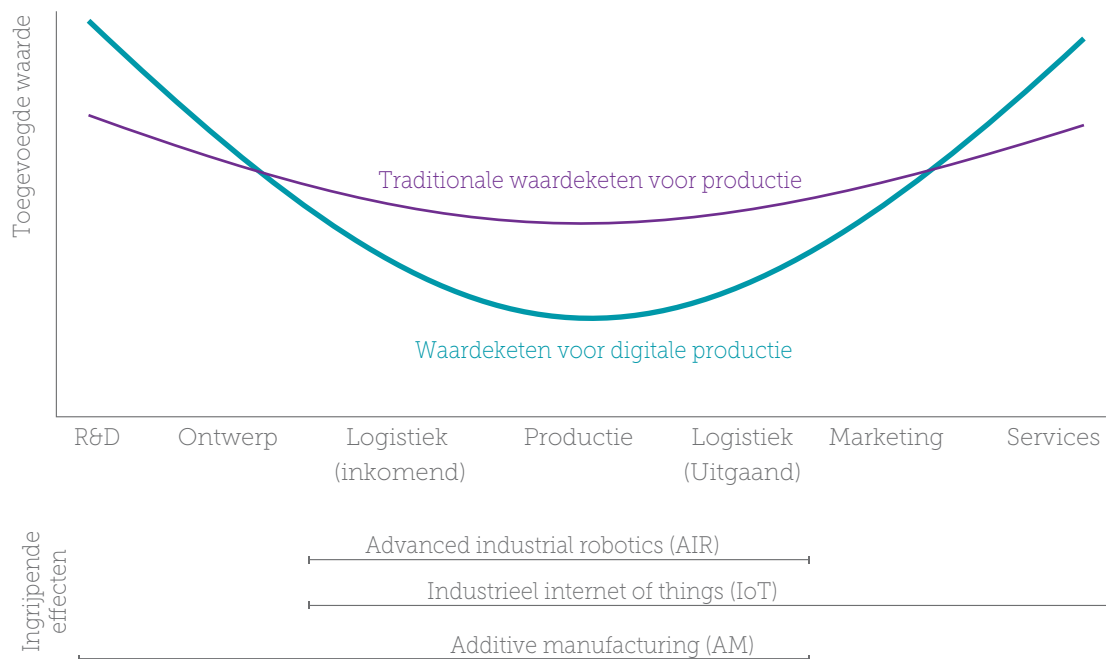 Toegevoegde waarde
Traditionale waardeketen voor productie
Waardeketen voor digitale productie
R&D
Ontwerp
Logistiek
(inkomend)
Productie
Logistiek
(Uitgaand)
Marketing
Services
Ingrijpende
effecten
Advanced industrial robotics (AIR)
Industrieel internet of things (IoT)
Additive manufacturing (AM)